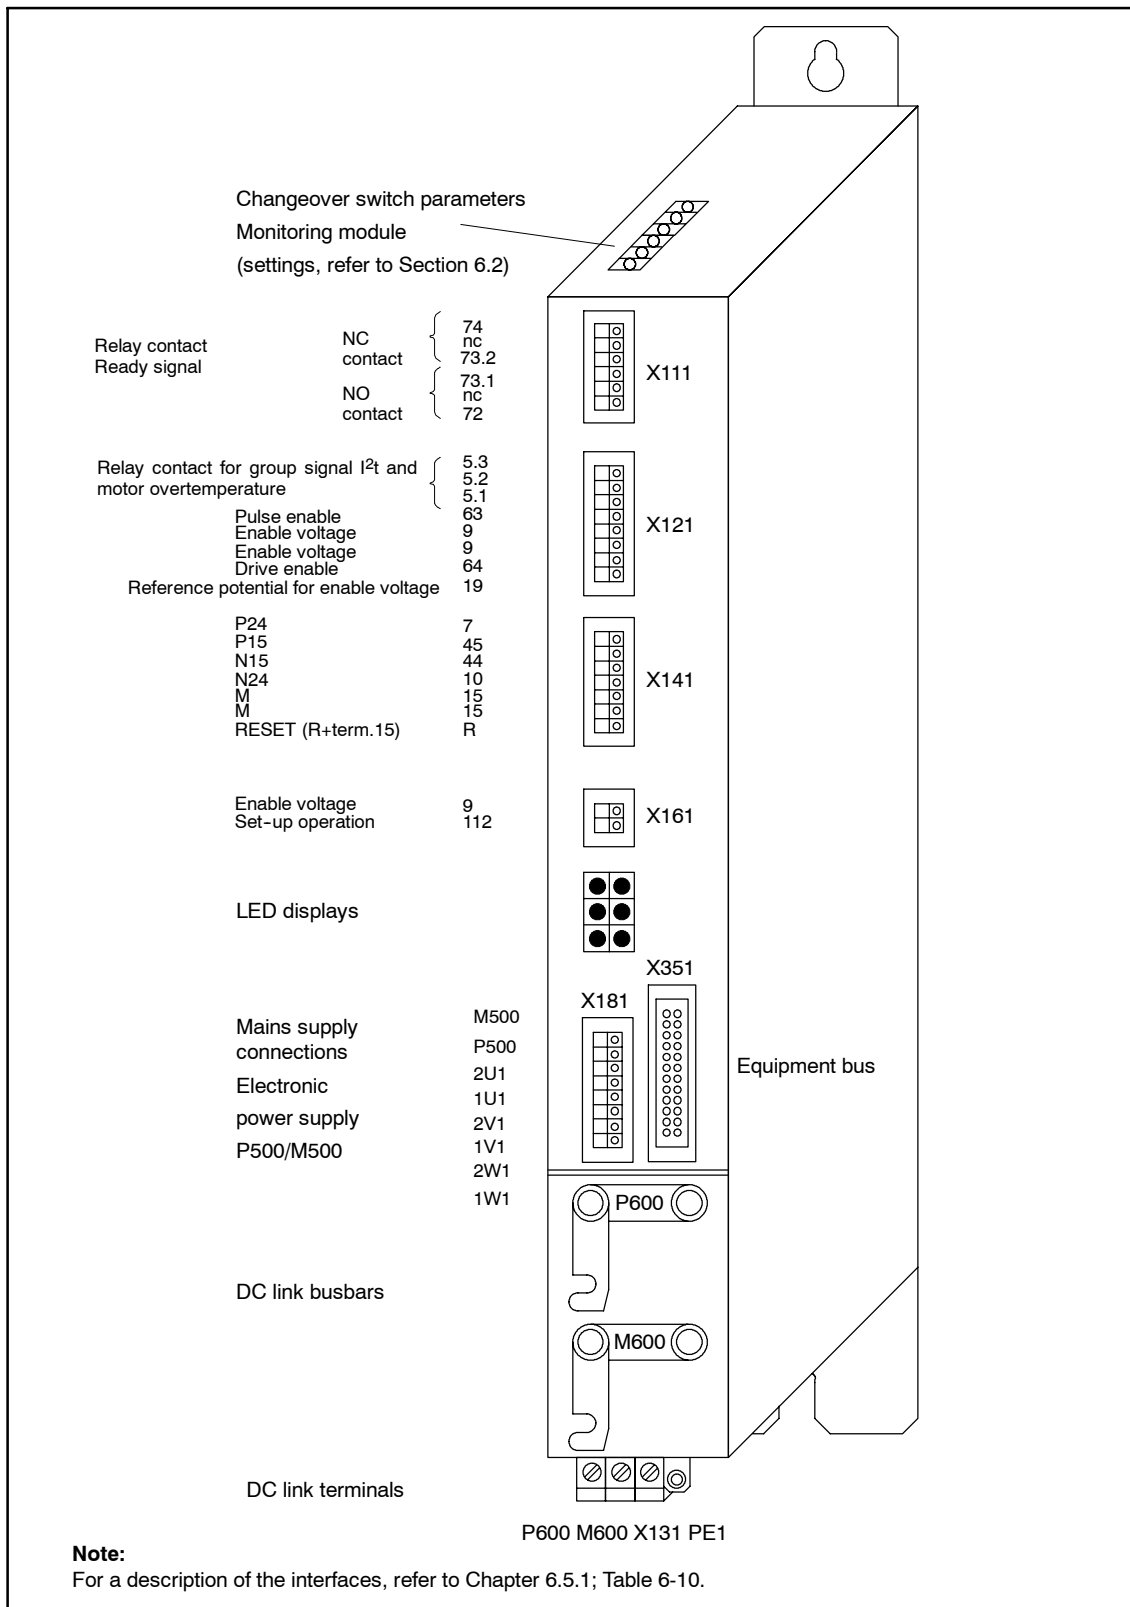 Changeover switch parameters
Monitoring module
(settings, refer to Section 6.2)
Relay contact
Ready signal
NC
contact
74
nc
73.2
NO
contact
73.1
nc
72
X111
Relay contact for group signal I²t and
motor overtemperature
5.3
5.2
5.1
Pulse enable 63
Enable voltage 9
Enable voltage 9
Drive enable 64
Reference potential for enable voltage 19
X121
P24 7
P15 45
N15 44
N24 10
M 15
M 15
RESET (R+term.15) R
X141
Enable voltage 9
Set-up operation 112
X161
LED displays
X351
X181
Mains supply
connections
Electronic
power supply
P500/M500
M500
P500
2U1
1U1
2V1
1V1
2W1
1W1
Equipment bus
P600
DC link busbars
M600
DC link terminals
P600 M600 X131 PE1
Note:
For a description of the interfaces, refer to Chapter 6.5.1; Table 6-10.